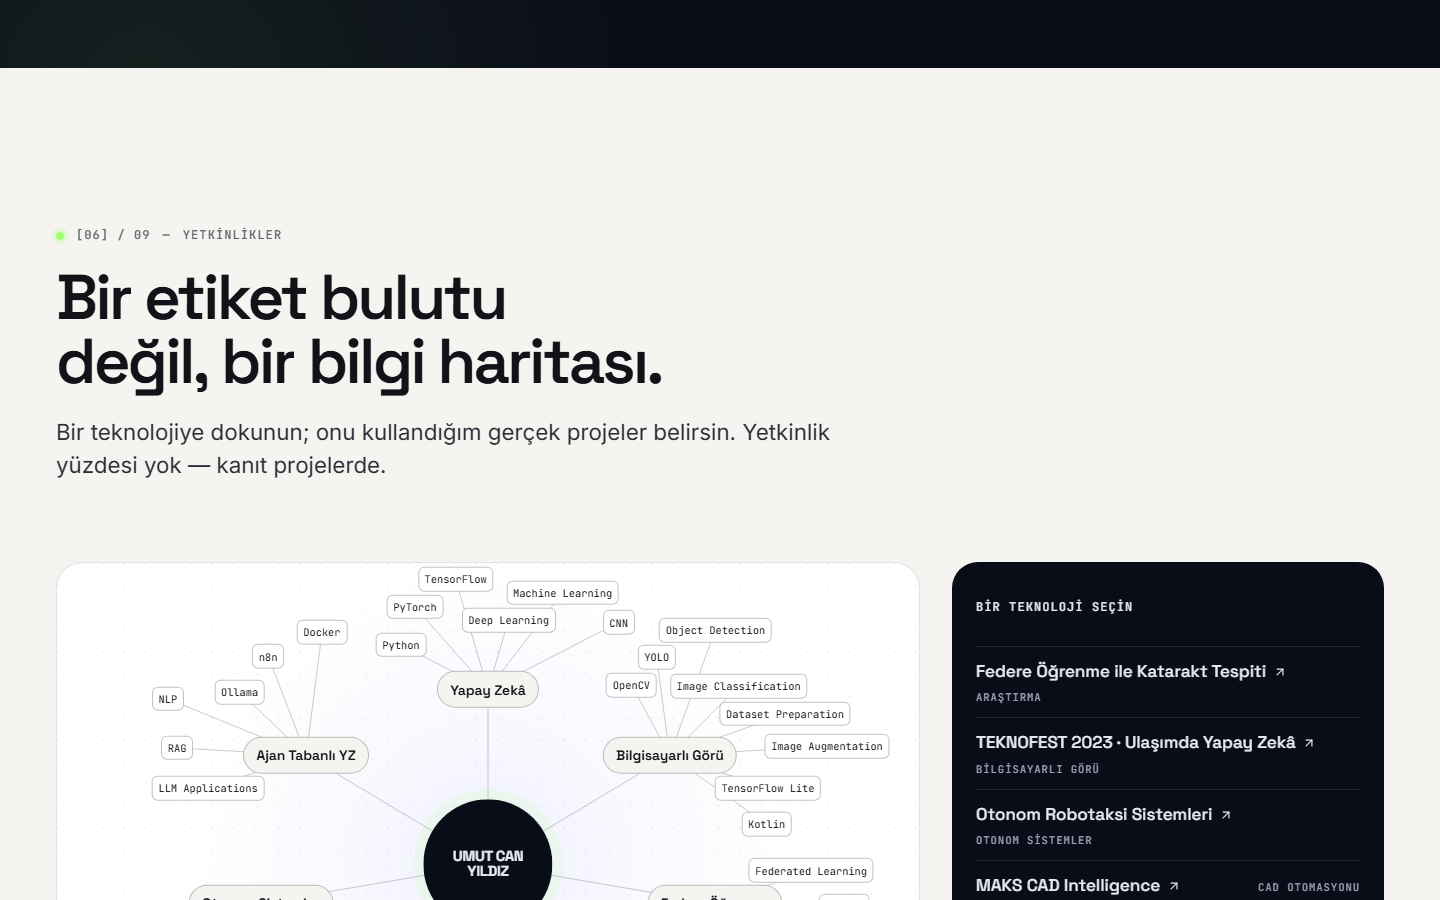 [06] / 09 — YETKİNLİKLER
Bir etiket bulutu
değil, bir bilgi haritası.
Bir teknolojiye dokunun; onu kullandığım gerçek projeler belirsin. Yetkinlik
yüzdesi yok — kanıt projelerde.
TensorFlow
Machine Learning
PyTorch
Deep Learning
CNN
Python
Docker
Object Detection
n8n
YOLO
Ollama
NLP
OpenCV
Image Classification
Yapay Zekâ
Dataset Preparation
RAG
Ajan Tabanlı YZ
Bilgisayarlı Görü
Image Augmentation
LLM Applications
TensorFlow Lite
Kotlin
UMUT CAN
YILDIZ
Federated Learning
BİR TEKNOLOJİ SEÇİN
Federe Öğrenme ile Katarakt Tespiti ↗
ARAŞTIRMA
TEKNOFEST 2023 · Ulaşımda Yapay Zekâ ↗
BİLGİSAYARLI GÖRÜ
Otonom Robotaksi Sistemleri ↗
OTONOM SİSTEMLER
MAKS CAD Intelligence ↗
CAD OTOMASYONU